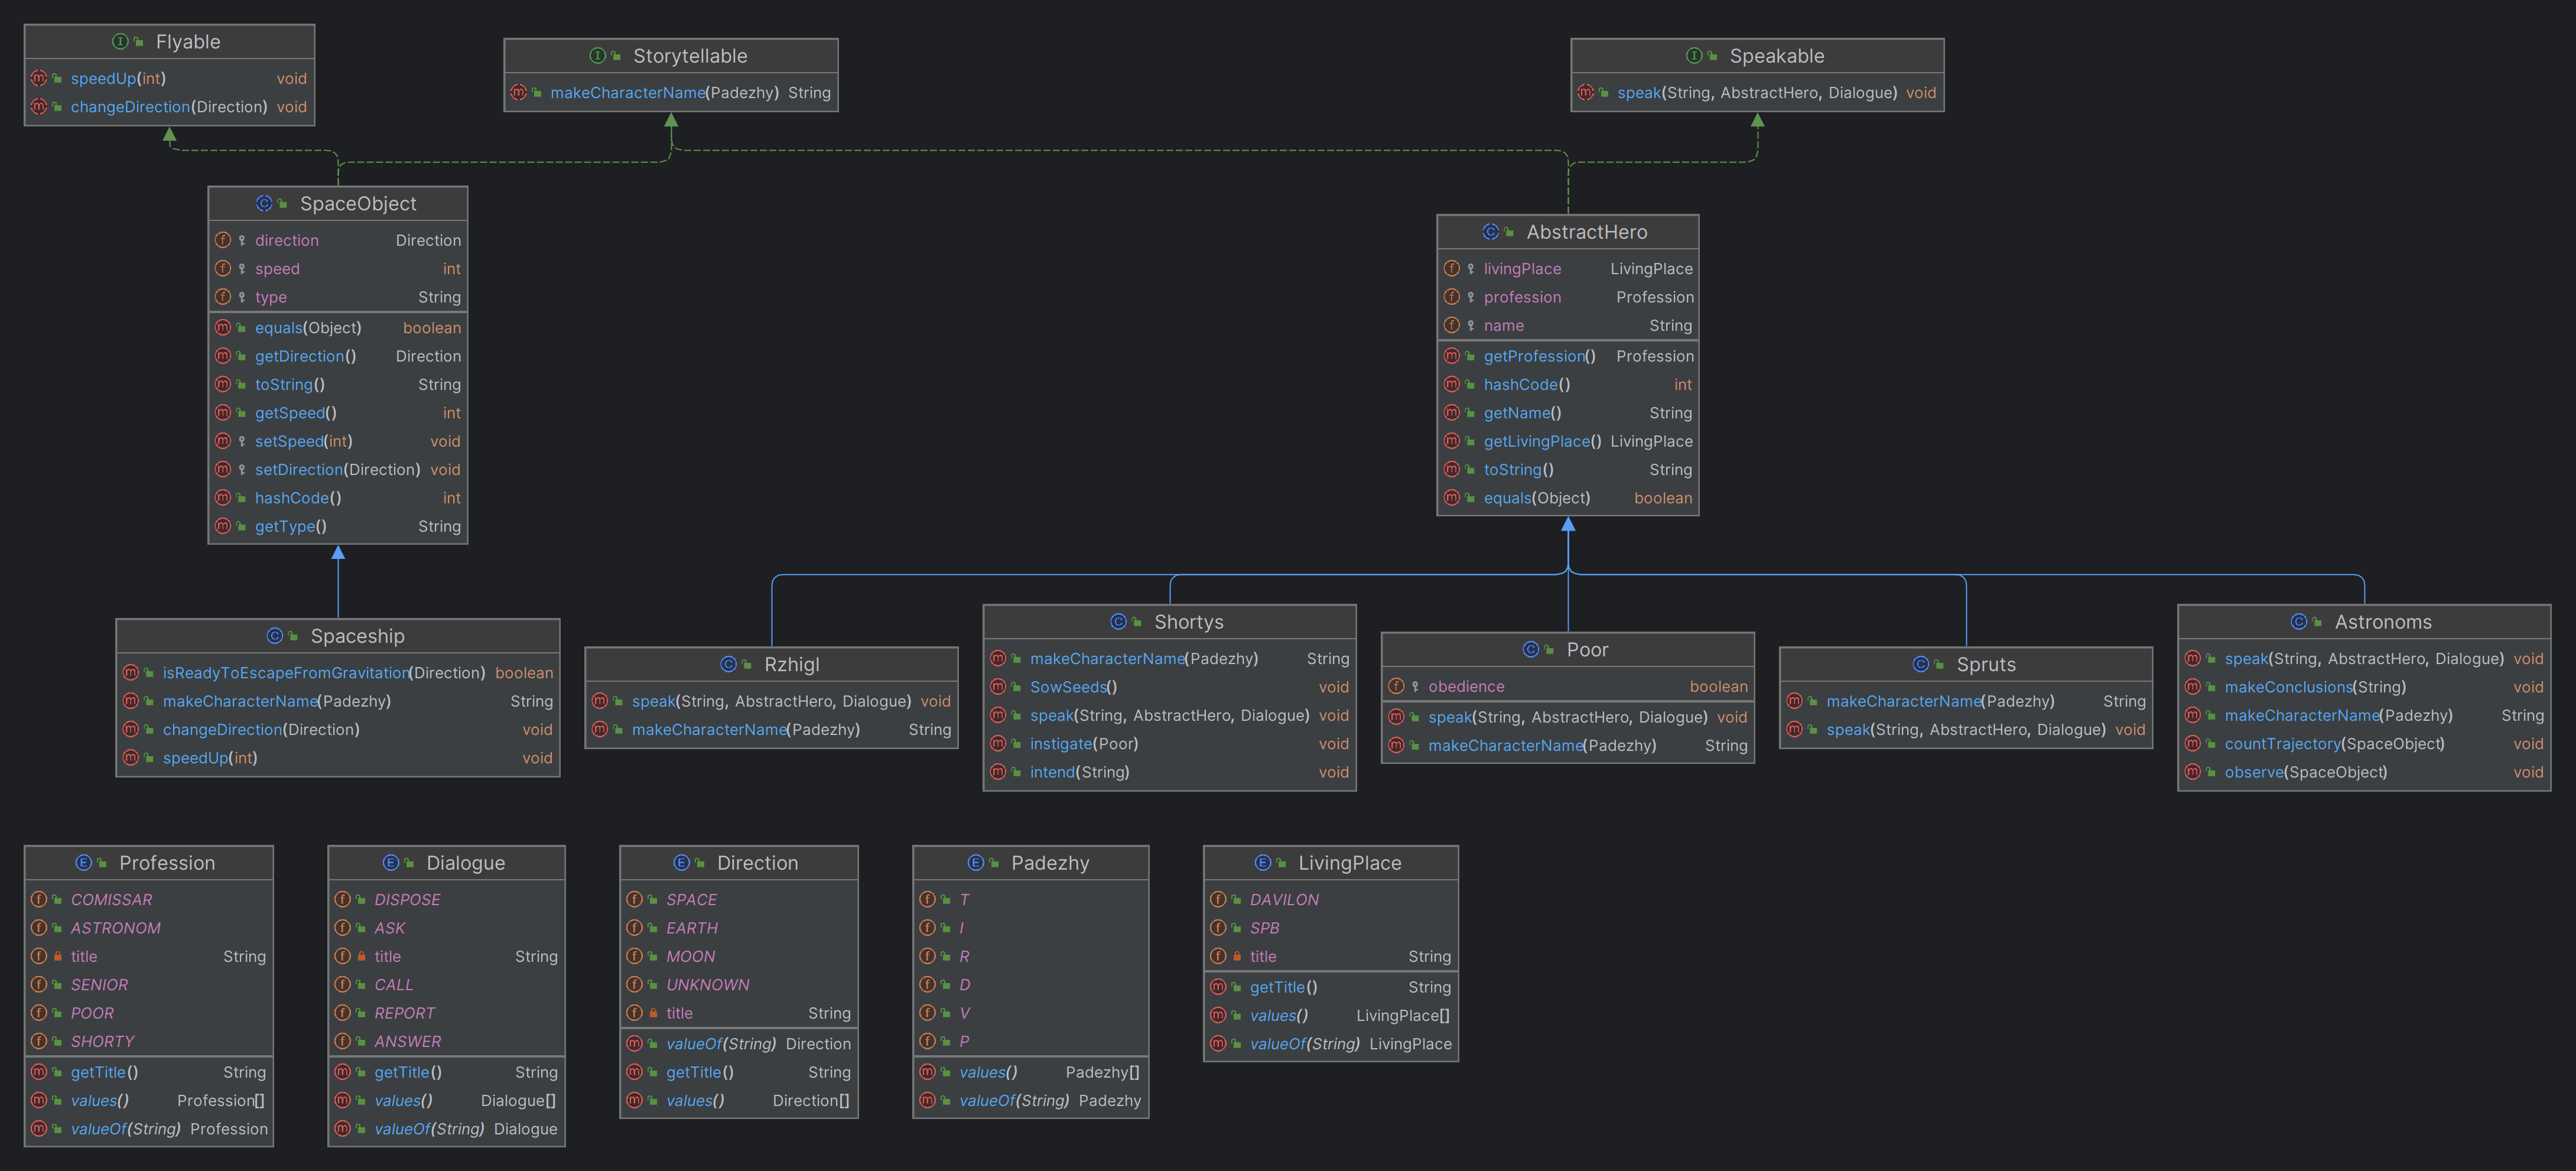 Flyable
speedUp(int) void
changeDirection(Direction) void
Storytellable
makeCharacterName(Padezhy) String
Speakable
speak(String, AbstractHero, Dialogue) void
SpaceObject
direction Direction
speed int
type String
equals(Object) boolean
getDirection() Direction
toString() String
getSpeed() int
setSpeed(int) void
setDirection(Direction) void
hashCode() int
getType() String
AbstractHero
livingPlace LivingPlace
profession Profession
name String
getProfession() Profession
hashCode() int
getName() String
getLivingPlace() LivingPlace
toString() String
equals(Object) boolean
Spaceship
isReadyToEscapeFromGravitation(Direction) boolean
makeCharacterName(Padezhy) String
changeDirection(Direction) void
speedUp(int) void
Rzhigl
speak(String, AbstractHero, Dialogue) void
makeCharacterName(Padezhy) String
Shortys
makeCharacterName(Padezhy) String
SowSeeds() void
speak(String, AbstractHero, Dialogue) void
instigate(Poor) void
intend(String) void
Poor
obedience boolean
speak(String, AbstractHero, Dialogue) void
makeCharacterName(Padezhy) String
Spruts
makeCharacterName(Padezhy) String
speak(String, AbstractHero, Dialogue) void
Astronoms
speak(String, AbstractHero, Dialogue) void
makeConclusions(String) void
makeCharacterName(Padezhy) String
countTrajectory(SpaceObject) void
observe(SpaceObject) void
Profession
COMISSAR
ASTRONOM
title String
SENIOR
POOR
SHORTY
getTitle() String
values() Profession[]
valueOf(String) Profession
Dialogue
DISPOSE
ASK
title String
CALL
REPORT
ANSWER
getTitle() String
values() Dialogue[]
valueOf(String) Dialogue
Direction
SPACE
EARTH
MOON
UNKNOWN
title String
valueOf(String) Direction
getTitle() String
values() Direction[]
Padezhy
T
I
R
D
V
P
values() Padezhy[]
valueOf(String) Padezhy
LivingPlace
DAVILON
SPB
title String
getTitle() String
values() LivingPlace[]
valueOf(String) LivingPlace